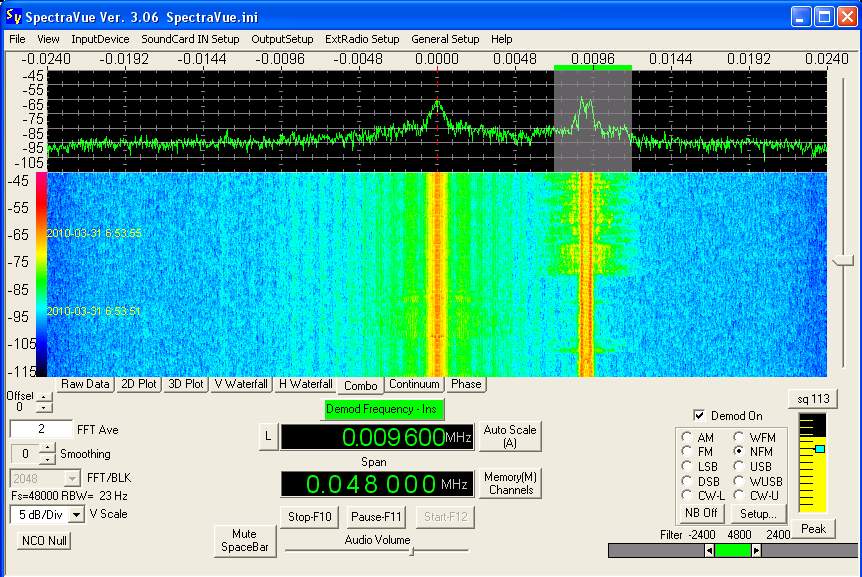 SpectraVue Ver. 3.06 SpectraVue.ini
File View InputDevice SoundCard IN Setup OutputSetup ExtRadio Setup General Setup Help
-0.0240 -0.0192 -0.0144 -0.0096 -0.0048 0.0000 0.0048 0.0096 0.0144 0.0192 0.0240
-45
-55
-65
-75
-85
-95
-105
-45
-55
-65
2010-03-31 6:53:55
-75
-85
-95
2010-03-31 6:53:51
-105
-115
Raw Data 2D Plot 3D Plot V Waterfall H Waterfall Combo Continuum Phase
Offset
0
sq 113
Demod Frequency - Ins
Demod On
2 FFT Ave
L 0.009600 MHz
Auto Scale
(A)
AM WFM
0 Smoothing
FM NFM
Span
LSB USB
2048 FFT/BLK
0.048 000 MHz
Memory(M)
Channels
DSB WUSB
Fs=48000 RBW= 23 Hz
CW-L CW-U
5 dB/Div V Scale
Stop-F10 Pause-F11 Start-F12
NB Off Setup...
NCO Null
Mute
SpaceBar
Audio Volume
Peak
Filter -2400 4800 2400